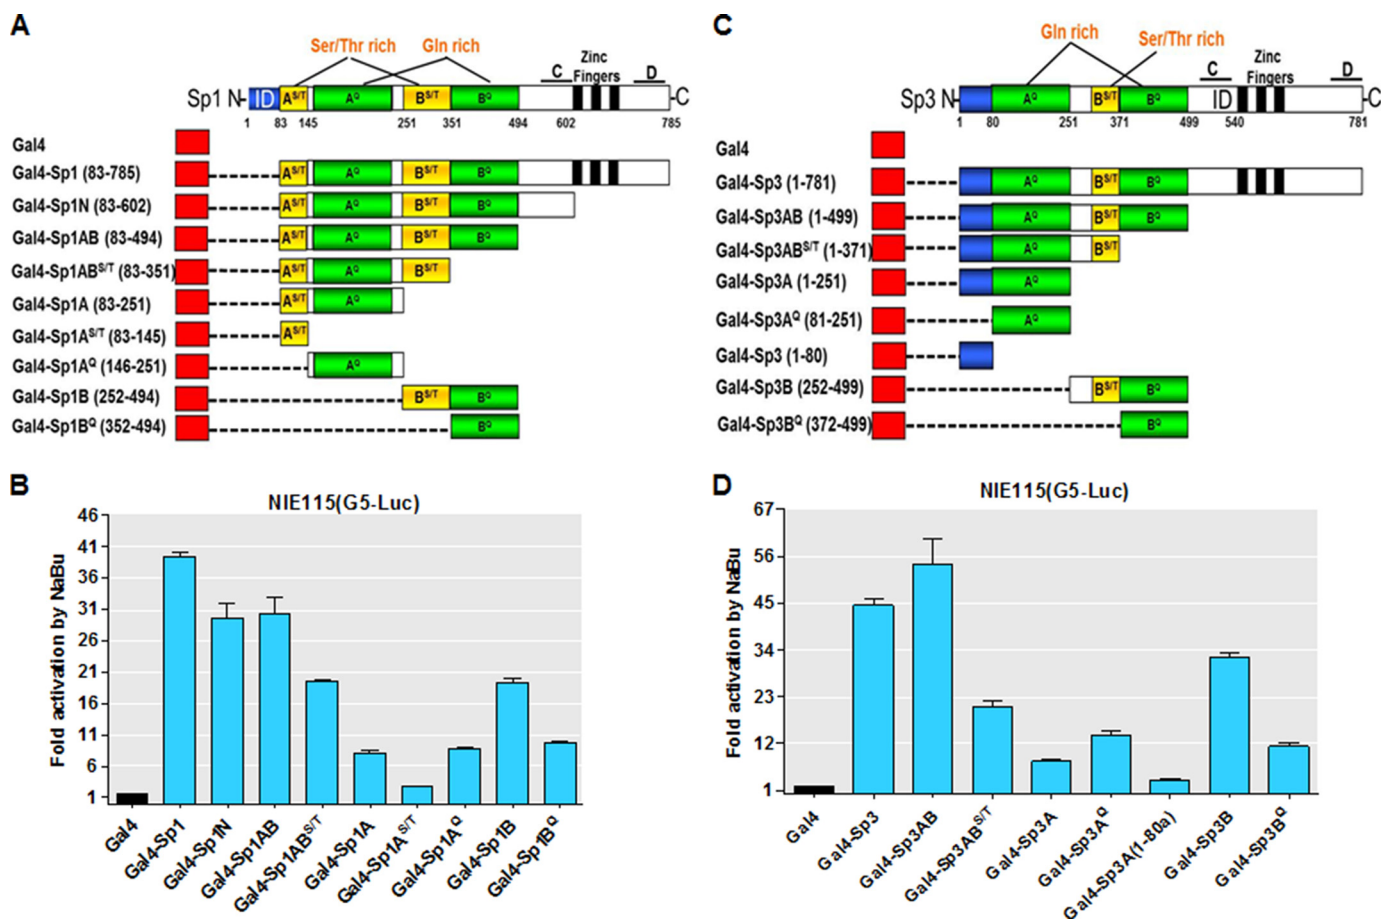 A
Ser/Thr rich
Gln rich
C
Zinc
Fingers
D
Sp1 N
ID
A^S/T
A^Q
B^S/T
B^Q
C
1 83 145 251 351 494 602 785
Gal4
Gal4-Sp1 (83-785)
A^S/T A^Q B^S/T B^Q
Gal4-Sp1N (83-602)
A^S/T A^Q B^S/T B^Q
Gal4-Sp1AB (83-494)
A^S/T A^Q B^S/T B^Q
Gal4-Sp1AB^S/T (83-351)
A^S/T A^Q B^S/T
Gal4-Sp1A (83-251)
A^S/T A^Q
Gal4-Sp1A^S/T (83-145)
A^S/T
Gal4-Sp1A^Q (146-251)
A^Q
Gal4-Sp1B (252-494)
B^S/T B^Q
Gal4-Sp1BQ (352-494)
B^Q
C
Gln rich
Ser/Thr rich
C
Zinc
Fingers
D
Sp3 N
A^Q
B^S/T
B^Q
ID
C
1 80 251 371 499 540 781
Gal4
Gal4-Sp3 (1-781)
A^Q B^S/T B^Q
Gal4-Sp3AB (1-499)
A^Q B^S/T B^Q
Gal4-Sp3AB^S/T (1-371)
A^Q B^S/T
Gal4-Sp3A (1-251)
A^Q
Gal4-Sp3A^Q (81-251)
A^Q
Gal4-Sp3 (1-80)
Gal4-Sp3B (252-499)
B^S/T B^Q
Gal4-Sp3B^Q (372-499)
B^Q
B
NIE115(G5-Luc)
Fold activation by NaBu
46
41
36
31
26
21
16
11
6
1
Gal4
Gal4-Sp1
Gal4-Sp1N
Gal4-Sp1AB
Gal4-Sp1AB^S/T
Gal4-Sp1A
Gal4-Sp1A^S/T
Gal4-Sp1A^Q
Gal4-Sp1B
Gal4-Sp1B^Q
D
NIE115(G5-Luc)
Fold activation by NaBu
67
56
45
34
23
12
1
Gal4
Gal4-Sp3
Gal4-Sp3AB
Gal4-Sp3AB^S/T
Gal4-Sp3A
Gal4-Sp3A^Q
Gal4-Sp3A(1-80a)
Gal4-Sp3B
Gal4-Sp3B^Q